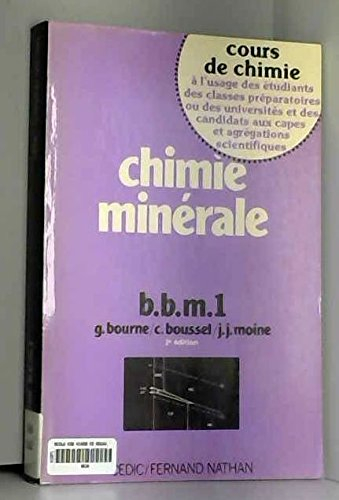 cours
de chimie
à l'usage des étudiants
des classes préparatoires
ou des universités et des
candidats aux capes
et agrégations
scientifiques
chimie
minérale
b.b.m.1
g.bourne/c.boussel/j.j.moine
2e édition
CEDIC/FERNAND NATHAN